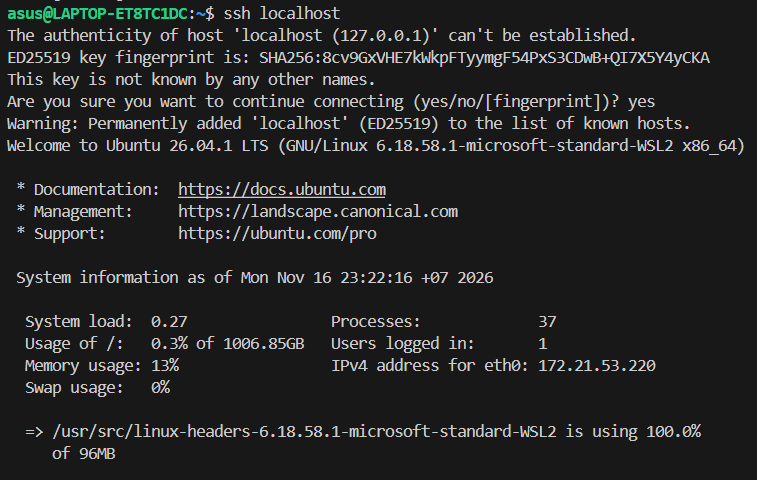 asus@LAPTOP-ET8TC1DC:~$ ssh localhost
The authenticity of host 'localhost (127.0.0.1)' can't be established.
ED25519 key fingerprint is: SHA256:8cv9GxVHE7kWkpFTyymgF54PxS3CDwB+QI7X5Y4yCKA
This key is not known by any other names.
Are you sure you want to continue connecting (yes/no/[fingerprint])? yes
Warning: Permanently added 'localhost' (ED25519) to the list of known hosts.
Welcome to Ubuntu 26.04.1 LTS (GNU/Linux 6.18.58.1-microsoft-standard-WSL2 x86_64)

 * Documentation:  https://docs.ubuntu.com
 * Management:     https://landscape.canonical.com
 * Support:        https://ubuntu.com/pro

 System information as of Mon Nov 16 23:22:16 +07 2026

  System load:  0.27                Processes:             37
  Usage of /:   0.3% of 1006.85GB   Users logged in:       1
  Memory usage: 13%                 IPv4 address for eth0: 172.21.53.220
  Swap usage:   0%

  => /usr/src/linux-headers-6.18.58.1-microsoft-standard-WSL2 is using 100.0%
     of 96MB